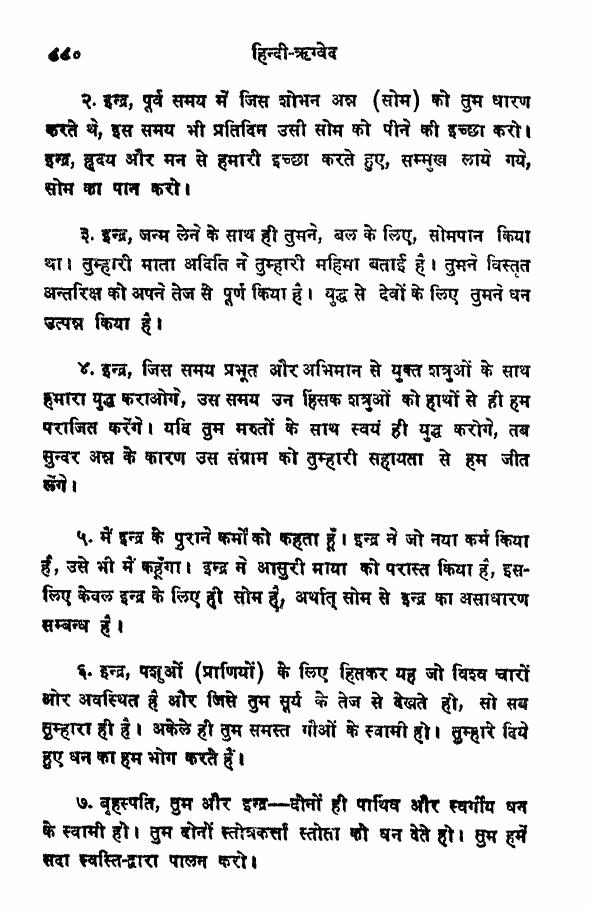 ८८० हिन्दी-ऋग्वेद
२. इन्द्र, पूर्व समय में जिस शोभन अन्न (सोम) को तुम धारण
करते थे, इस समय भी प्रतिदिन उसी सोम को पीने की इच्छा करो।
इन्द्र, हृदय और मन से हमारी इच्छा करते हुए, सम्मुख लाये गये,
सोम का पान करो।
३. इन्द्र, जन्म लेने के साथ ही तुमने, बल के लिए, सोमपान किया
था। तुम्हारी माता अदिति ने तुम्हारी महिमा बताई है। तुमने विस्तृत
अन्तरिक्ष को अपने तेज से पूर्ण किया है। युद्ध से देवों के लिए तुमने धन
उत्पन्न किया है।
४. इन्द्र, जिस समय प्रभूत और अभिमान से युक्त शत्रुओं के साथ
हमारा युद्ध कराओगे, उस समय उन हिंसक शत्रुओं को हाथों से ही हम
पराजित करेंगे। यदि तुम मरुतों के साथ स्वयं ही युद्ध करोगे, तब
सुन्दर अन्न के कारण उस संग्राम को तुम्हारी सहायता से हम जीत
लेंगे।
५. मैं इन्द्र के पुराने कर्मों को कहता हूँ। इन्द्र ने जो नया कर्म किया
है, उसे भी मैं कहूँगा। इन्द्र ने आसुरी माया को परास्त किया है, इस-
लिए केवल इन्द्र के लिए ही सोम है, अर्थात् सोम से इन्द्र का असाधारण
सम्बन्ध है।
६. इन्द्र, पशुओं (प्राणियों) के लिए हितकर यह जो विश्व चारों
ओर अवस्थित है और जिसे तुम सूर्य के तेज से देखते हो, सो सब
तुम्हारा ही है। अकेले ही तुम समस्त गौओं के स्वामी हो। तुम्हारे दिये
हुए धन का हम भोग करते हैं।
७. बृहस्पति, तुम और इन्द्र—दोनों ही पार्थिव और स्वर्गीय धन
के स्वामी हो। तुम दोनों स्तोत्रकर्त्ता स्तोता को धन देते हो। तुम हमें
सदा स्वस्ति-द्वारा पालन करो।